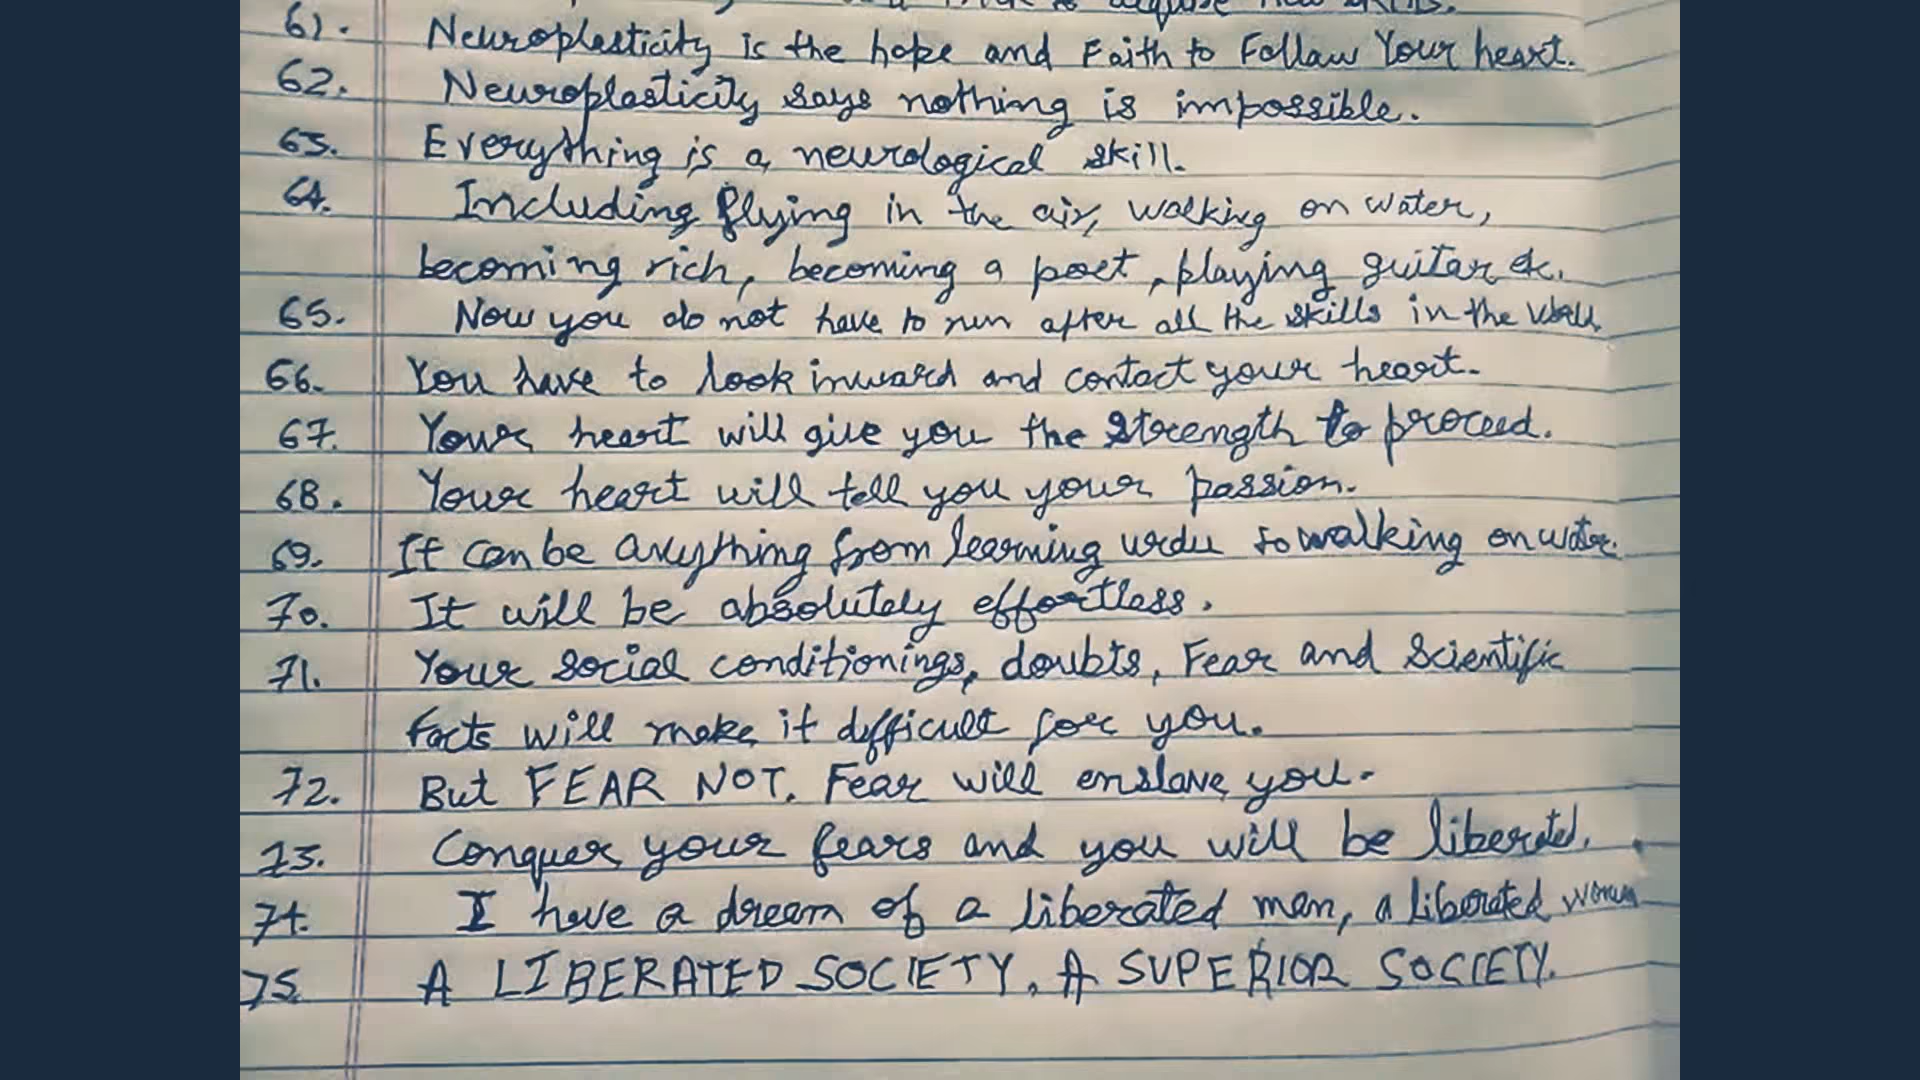 acquire new skills.
61. Neuroplasticity is the hope and Faith to Follow Your heart.
62. Neuroplasticity says nothing is impossible.
63. Everything is a neurological skill.
64. Including flying in the air, walking on water,
becoming rich, becoming a poet, playing guitar etc.
65. Now you do not have to run after all the skills in the world.
66. You have to look inward and contact your heart.
67. Your heart will give you the strength to proceed.
68. Your heart will tell you your passion.
69. It can be anything from learning urdu to walking on water.
70. It will be absolutely effortless.
71. Your social conditionings, doubts, Fear and Scientific
facts will make it difficult for you.
72. But FEAR NOT. Fear will enslave you.
73. Conquer your fears and you will be liberated.
74. I have a dream of a liberated man, a liberated woman
75. A LIBERATED SOCIETY, A SUPERIOR SOCIETY.